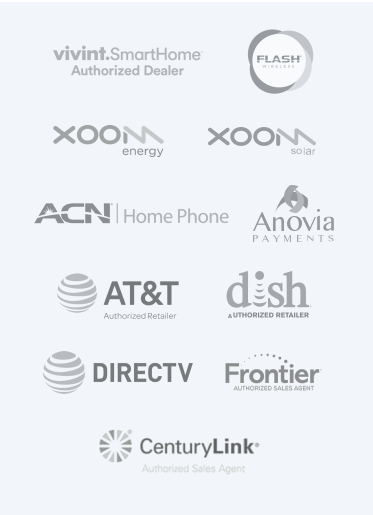 vivint.SmartHome
Authorized Dealer
FLASH
WIRELESS
XOOM
energy
XOOM
solar
ACN | Home Phone
Anovia
PAYMENTS
AT&T
Authorized Retailer
dish
AUTHORIZED RETAILER
DIRECTV
Frontier
AUTHORIZED SALES AGENT
CenturyLink®
Authorized Sales Agent